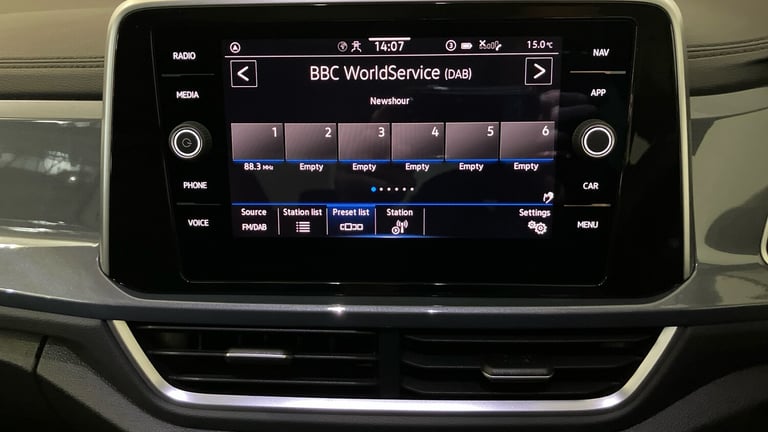 RADIO
MEDIA
PHONE
VOICE
14:07
3
15.0°C
BBC WorldService (DAB)
Newshour
1 2 3 4 5 6
88.3 MHz Empty Empty Empty Empty Empty
Source Station list Preset list Station Settings
FM/DAB
NAV
APP
CAR
MENU